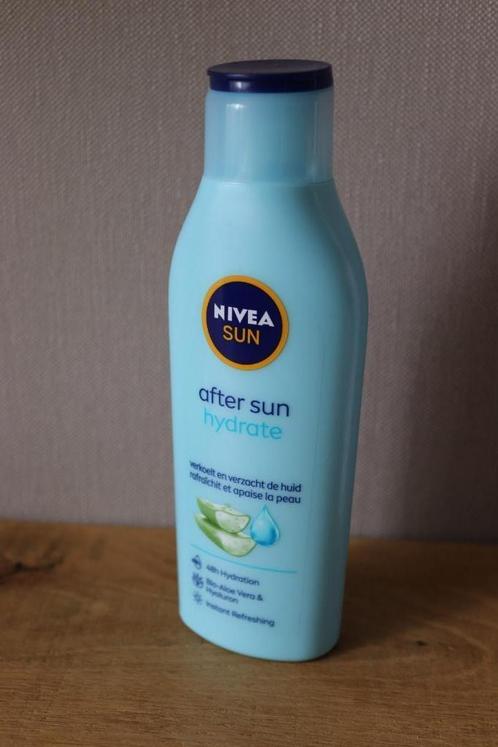 NIVEA
SUN
after sun
hydrate
verkoelt en verzacht de huid
rafraîchit et apaise la peau
48h Hydration
Bio-Aloe Vera &
Hyaluron
Instant Refreshing